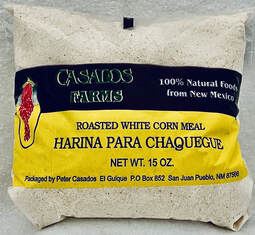 CASADOS
FARMS
100% Natural Foods
from New Mexico
ROASTED WHITE CORN MEAL
HARINA PARA CHAQUEGUE
NET WT. 15 OZ.
Packaged by Peter Casados El Guique P.O Box 852 San Juan Pueblo, NM 87566